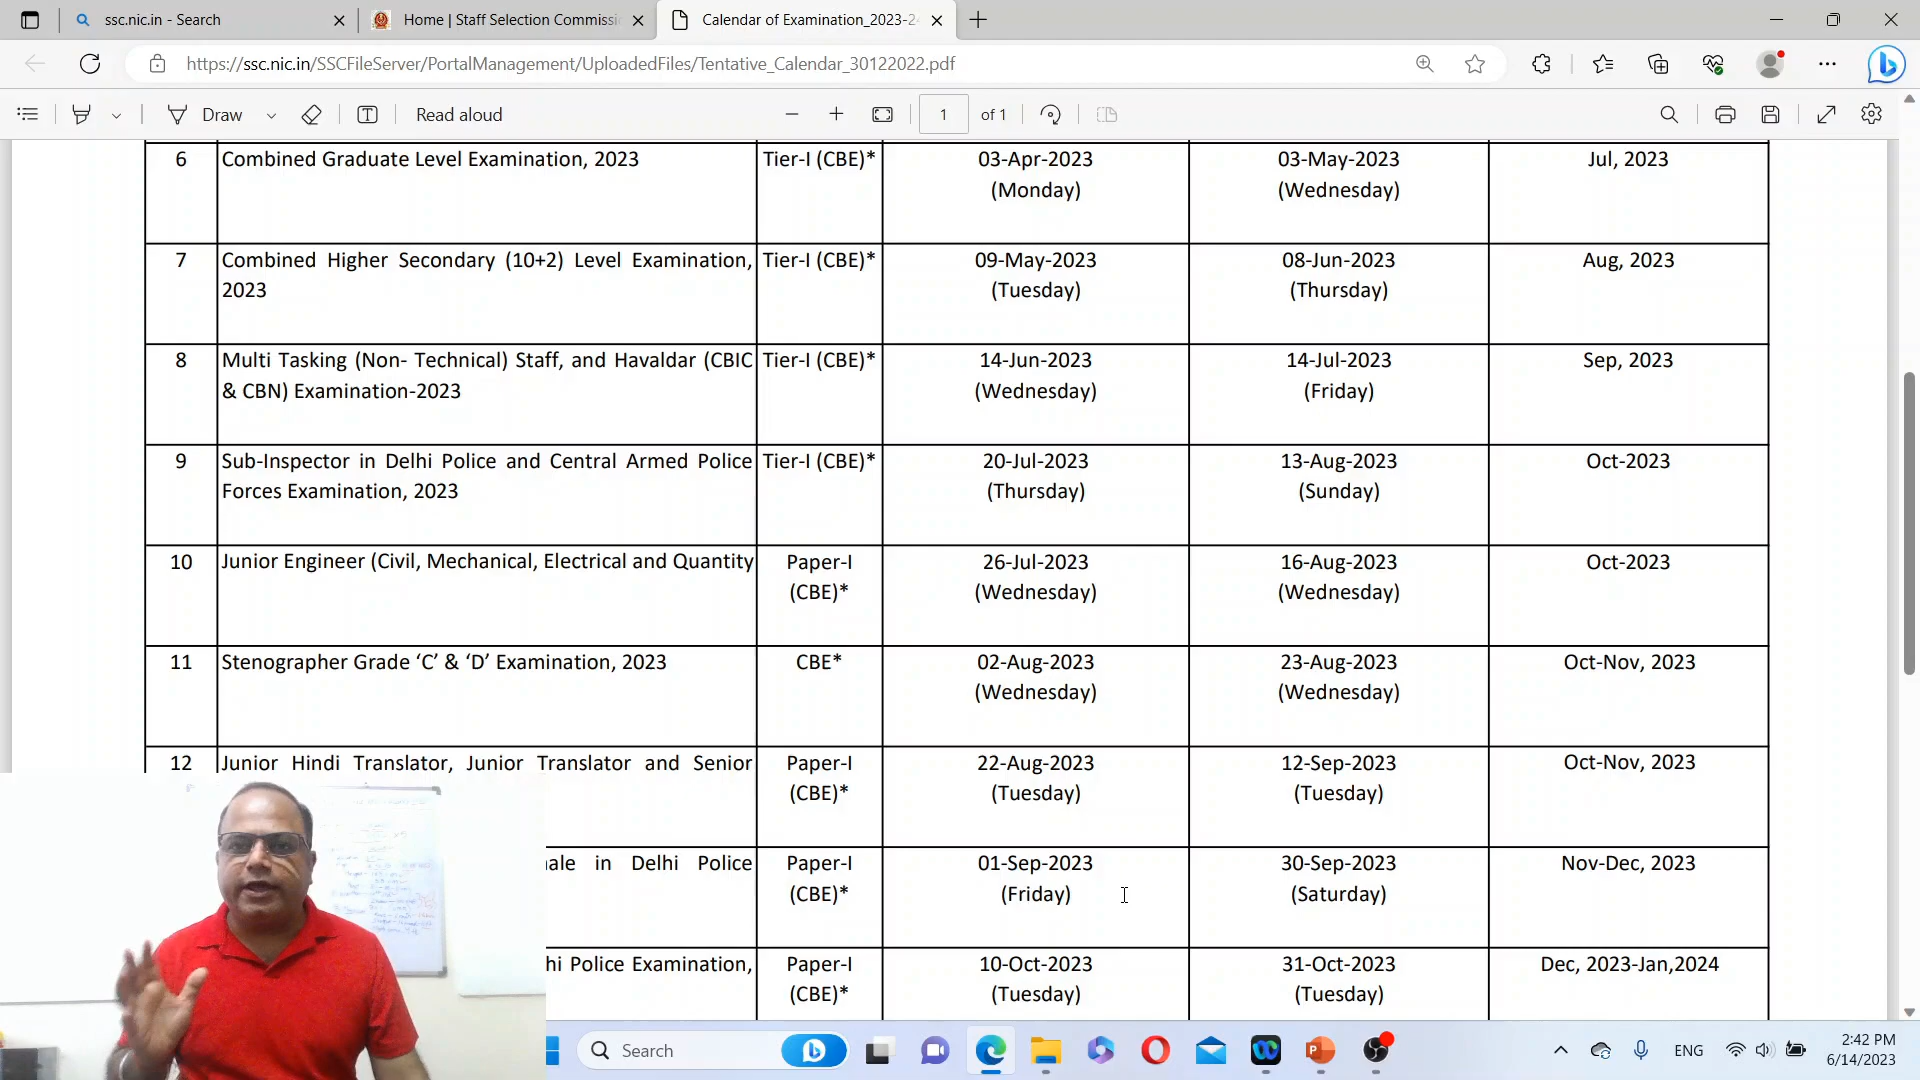 ssc.nic.in - Search
Home | Staff Selection Commissi
Calendar of Examination_2023-2
https://ssc.nic.in/SSCFileServer/PortalManagement/UploadedFiles/Tentative_Calendar_30122022.pdf
Draw
Read aloud
1 of 1
6 Combined Graduate Level Examination, 2023 Tier-I (CBE)* 03-Apr-2023 03-May-2023 Jul, 2023
(Monday) (Wednesday)
7 Combined Higher Secondary (10+2) Level Examination, Tier-I (CBE)* 09-May-2023 08-Jun-2023 Aug, 2023
2023 (Tuesday) (Thursday)
8 Multi Tasking (Non- Technical) Staff, and Havaldar (CBIC Tier-I (CBE)* 14-Jun-2023 14-Jul-2023 Sep, 2023
& CBN) Examination-2023 (Wednesday) (Friday)
9 Sub-Inspector in Delhi Police and Central Armed Police Tier-I (CBE)* 20-Jul-2023 13-Aug-2023 Oct-2023
Forces Examination, 2023 (Thursday) (Sunday)
10 Junior Engineer (Civil, Mechanical, Electrical and Quantity Paper-I 26-Jul-2023 16-Aug-2023 Oct-2023
(CBE)* (Wednesday) (Wednesday)
11 Stenographer Grade ‘C’ & ‘D’ Examination, 2023 CBE* 02-Aug-2023 23-Aug-2023 Oct-Nov, 2023
(Wednesday) (Wednesday)
12 Junior Hindi Translator, Junior Translator and Senior Paper-I 22-Aug-2023 12-Sep-2023 Oct-Nov, 2023
(CBE)* (Tuesday) (Tuesday)
ale in Delhi Police Paper-I 01-Sep-2023 30-Sep-2023 Nov-Dec, 2023
(CBE)* (Friday) (Saturday)
hi Police Examination, Paper-I 10-Oct-2023 31-Oct-2023 Dec, 2023-Jan,2024
(CBE)* (Tuesday) (Tuesday)
Search
ENG
2:42 PM
6/14/2023